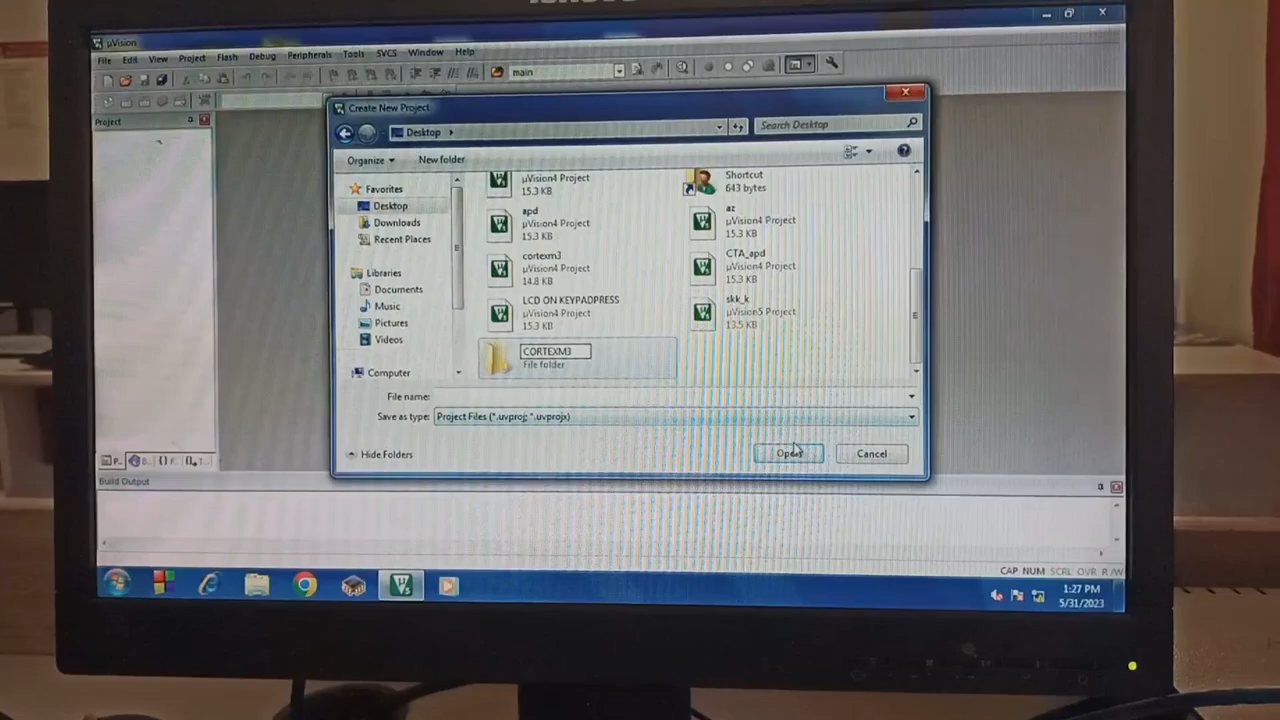 µVision
File Edit View Project Flash Debug Peripherals Tools SVCS Window Help
main
Project
Create New Project
Desktop
Search Desktop
Organize
New folder
Favorites
Desktop
Downloads
Recent Places
Libraries
Documents
Music
Pictures
Videos
Computer
µVision4 Project
15.3 KB
Shortcut
643 bytes
apd
µVision4 Project
15.3 KB
az
µVision4 Project
15.3 KB
cortexm3
µVision4 Project
14.8 KB
CTA_apd
µVision4 Project
15.3 KB
LCD ON KEYPADPRESS
µVision4 Project
15.3 KB
skk_k
µVision5 Project
13.5 KB
CORTEXM3
File folder
File name:
Save as type: Project Files (*.uvproj; *.uvprojx)
Hide Folders
Open
Cancel
Build Output
CAP NUM SCRL OVR R/W
1:27 PM
5/31/2023